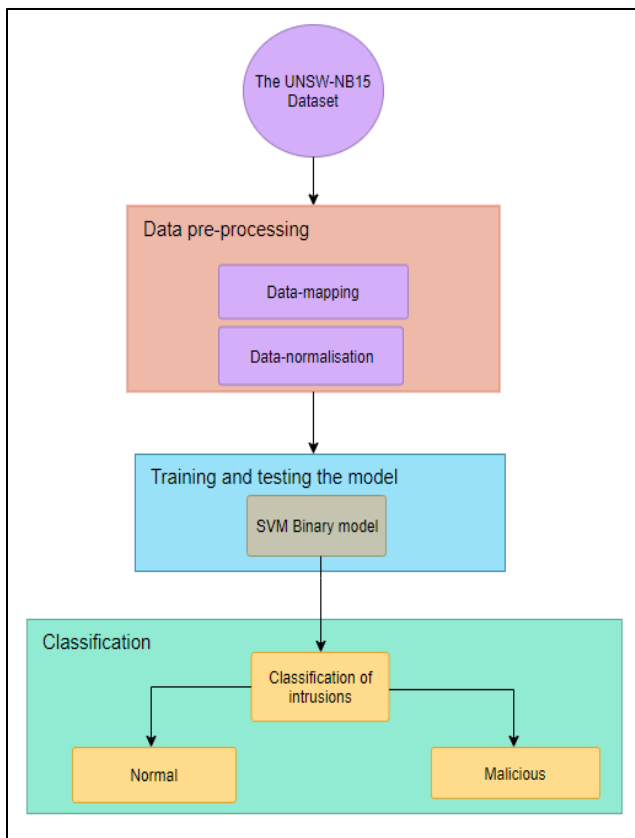 The UNSW-NB15
Dataset
Data pre-processing
Data-mapping
Data-normalisation
Training and testing the model
SVM Binary model
Classification
Classification of
intrusions
Normal
Malicious